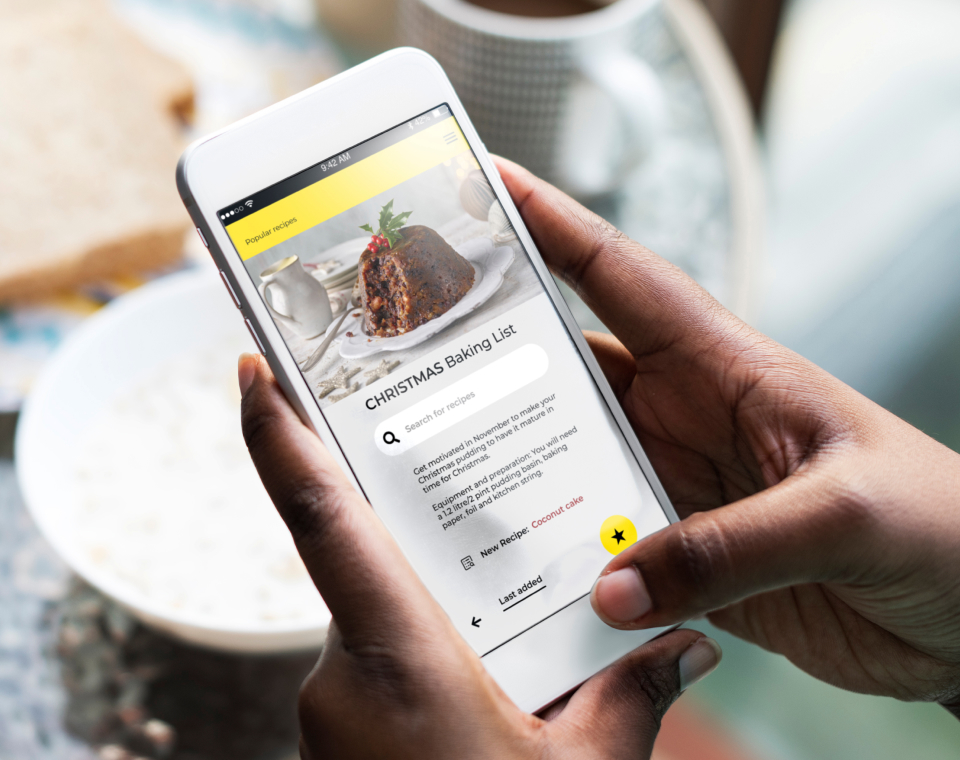 9:42 AM
42%
Popular recipes
CHRISTMAS Baking List
Search for recipes
Get motivated in November to make your
Christmas pudding to have it mature in
time for Christmas.
Equipment and preparation: You will need
a 1.2 litre/2 pint pudding basin, baking
paper, foil and kitchen string.
New Recipe: Coconut cake
Last added